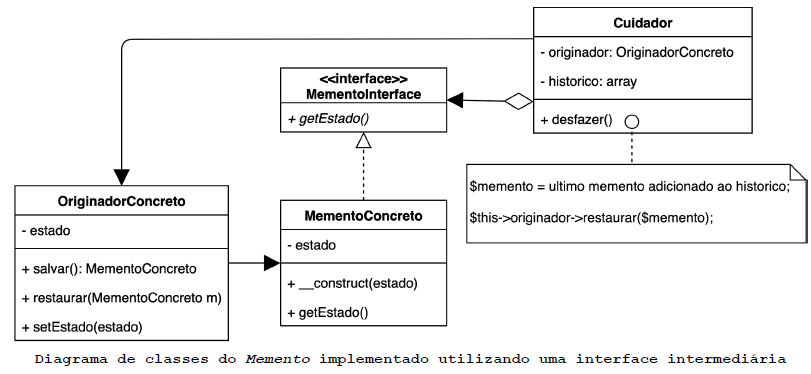 Cuidador
- originador: OriginadorConcreto
- historico: array
+ desfazer()
<<interface>>
MementoInterface
+ getEstado()
$memento = ultimo memento adicionado ao historico;
$this->originador->restaurar($memento);
OriginadorConcreto
- estado
+ salvar(): MementoConcreto
+ restaurar(MementoConcreto m)
+ setEstado(estado)
MementoConcreto
- estado
+ __construct(estado)
+ getEstado()
Diagrama de classes do Memento implementado utilizando uma interface intermediária